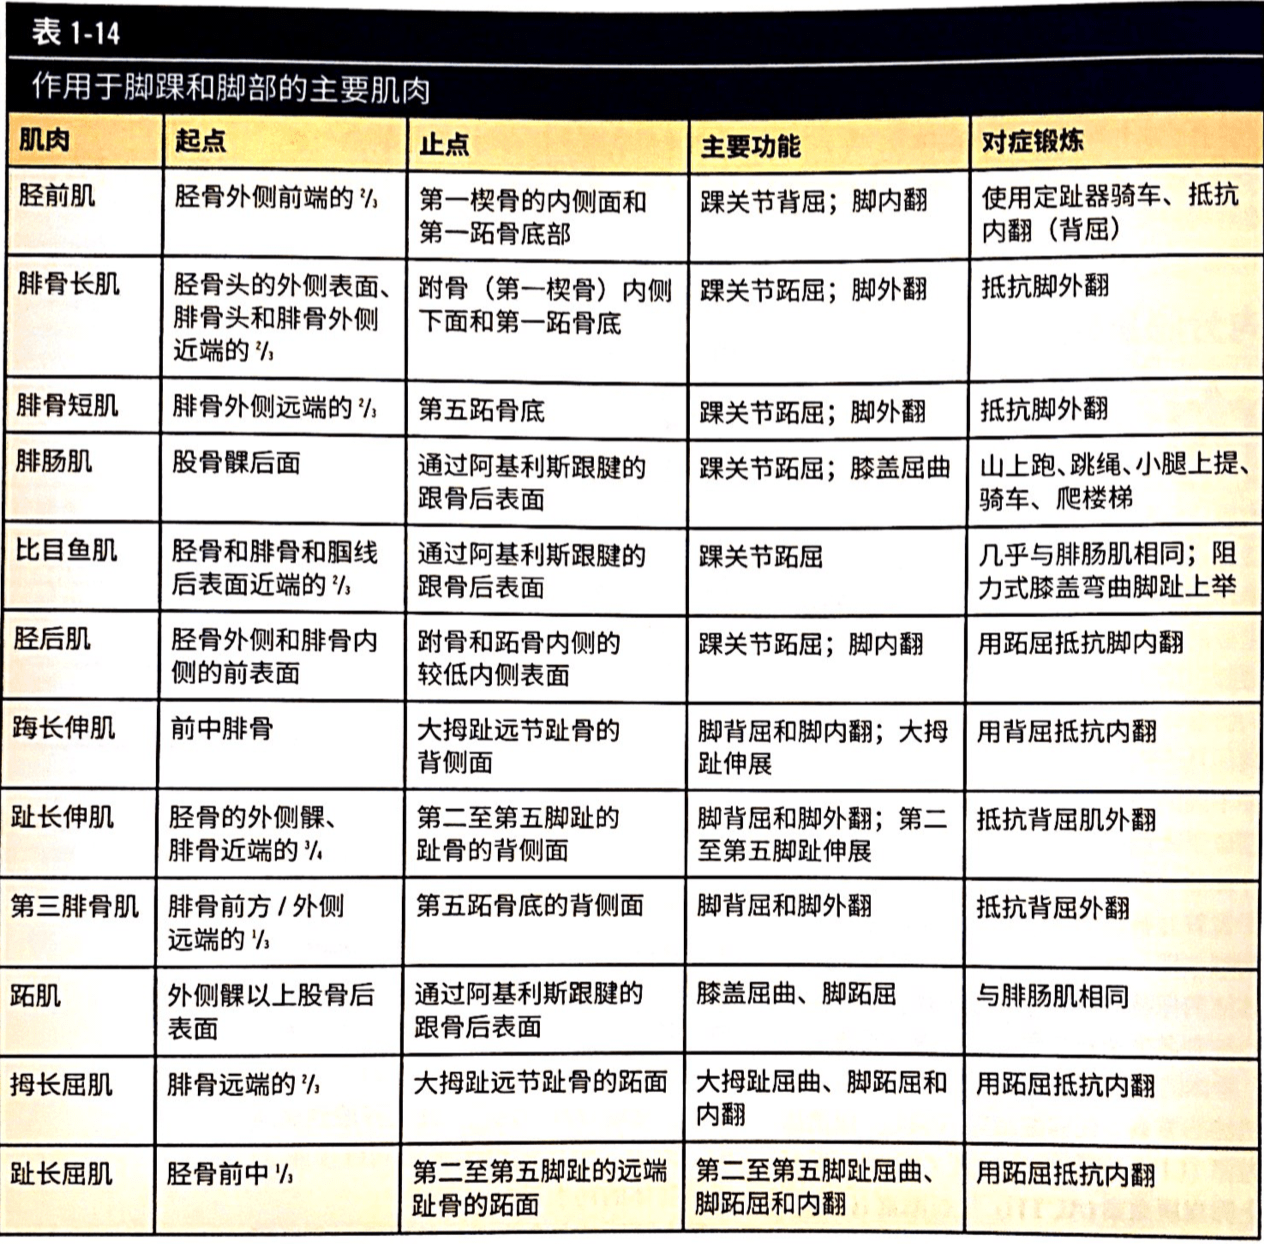 表 1-14
作用于脚踝和脚部的主要肌肉
肌肉 起点 止点 主要功能 对症锻炼
胫前肌 胫骨外侧前端的 ⅔ 第一楔骨的内侧面和 踝关节背屈；脚内翻 使用定趾器骑车、抵抗
第一跖骨底部 内翻（背屈）
腓骨长肌 胫骨头的外侧表面、 跗骨（第一楔骨）内侧 踝关节跖屈；脚外翻 抵抗脚外翻
腓骨头和腓骨外侧 下面和第一跖骨底
近端的 ⅔
腓骨短肌 腓骨外侧远端的 ⅔ 第五跖骨底 踝关节跖屈；脚外翻 抵抗脚外翻
腓肠肌 股骨髁后面 通过阿基利斯跟腱的 踝关节跖屈；膝盖屈曲 山上跑、跳绳、小腿上提、
跟骨后表面 骑车、爬楼梯
比目鱼肌 胫骨和腓骨和腘线 通过阿基利斯跟腱的 踝关节跖屈 几乎与腓肠肌相同；阻
后表面近端的 ⅔ 跟骨后表面 力式膝盖弯曲脚趾上举
胫后肌 胫骨外侧和腓骨内 跗骨和跖骨内侧的 踝关节跖屈；脚内翻 用跖屈抵抗脚内翻
侧的前表面 较低内侧表面
踇长伸肌 前中腓骨 大拇趾远节趾骨的 脚背屈和脚内翻；大拇 用背屈抵抗内翻
背侧面 趾伸展
趾长伸肌 胫骨的外侧髁、 第二至第五脚趾的 脚背屈和脚外翻；第二 抵抗背屈肌外翻
腓骨近端的 ¾ 趾骨的背侧面 至第五脚趾伸展
第三腓骨肌 腓骨前方 / 外侧 第五跖骨底的背侧面 脚背屈和脚外翻 抵抗背屈外翻
远端的 ⅓
跖肌 外侧髁以上股骨后 通过阿基利斯跟腱的 膝盖屈曲、脚跖屈 与腓肠肌相同
表面 跟骨后表面
拇长屈肌 腓骨远端的 ⅔ 大拇趾远节趾骨的跖面 大拇趾屈曲、脚跖屈和 用跖屈抵抗内翻
内翻
趾长屈肌 胫骨前中 ⅓ 第二至第五脚趾的远端 第二至第五脚趾屈曲、 用跖屈抵抗内翻
趾骨的跖面 脚跖屈和内翻